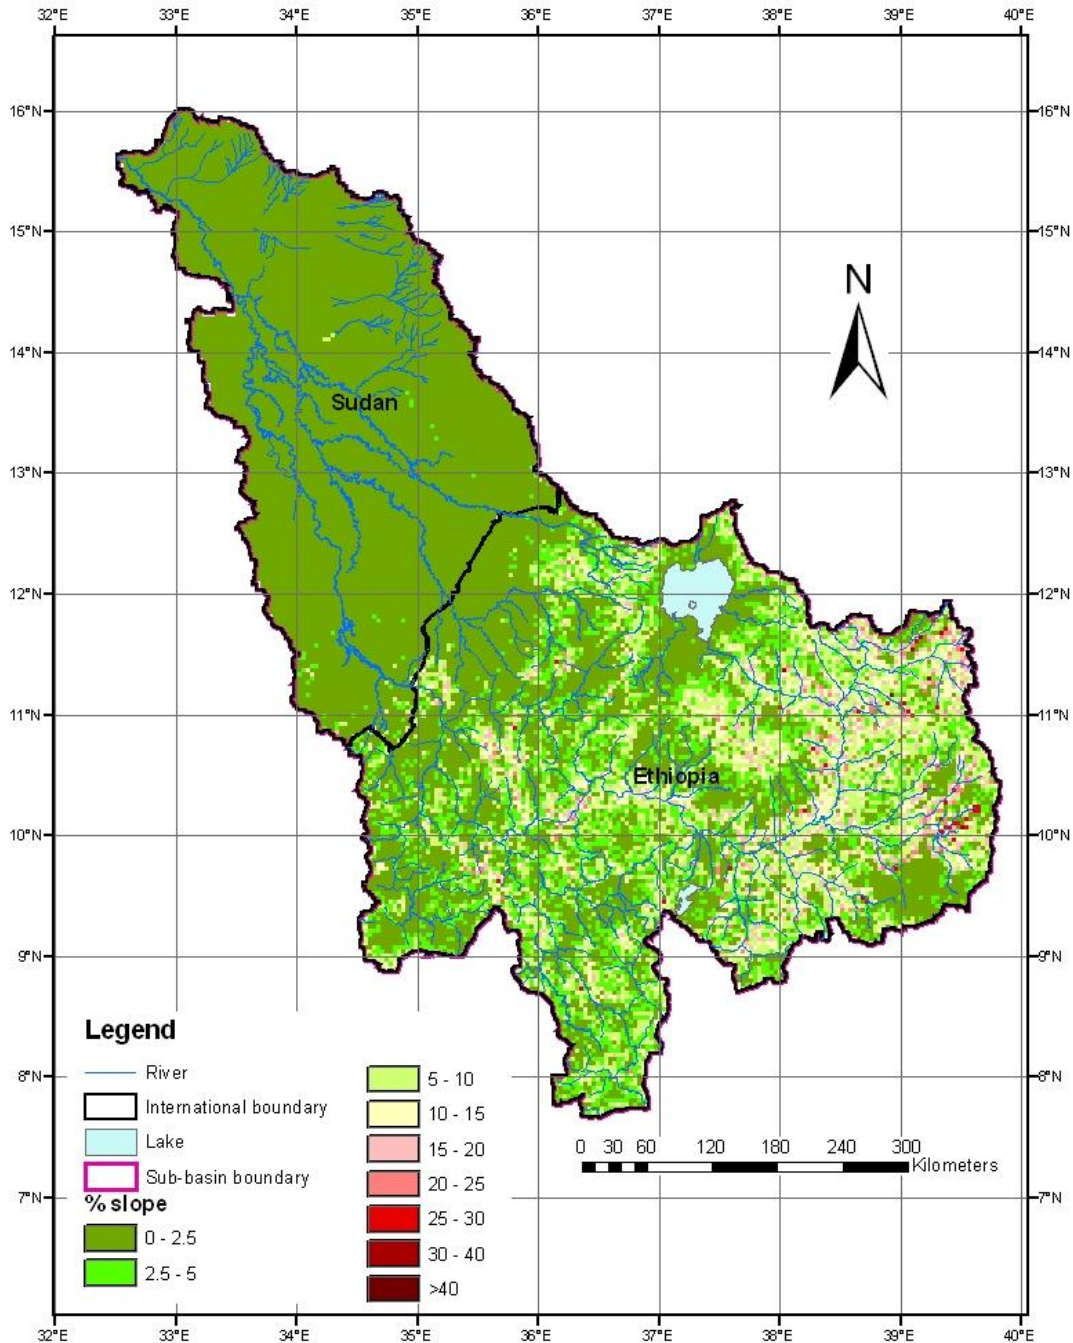 32°E 33°E 34°E 35°E 36°E 37°E 38°E 39°E 40°E
16°N 16°N
15°N 15°N
N
14°N 14°N
Sudan
13°N 13°N
12°N 12°N
11°N 11°N
Ethiopia
10°N 10°N
9°N 9°N
Legend
River
International boundary
Lake
Sub-basin boundary
% slope
0 - 2.5
2.5 - 5
5 - 10
10 - 15
15 - 20
20 - 25
25 - 30
30 - 40
>40
8°N 8°N
0 30 60 120 180 240 300
Kilometers
7°N 7°N
32°E 33°E 34°E 35°E 36°E 37°E 38°E 39°E 40°E